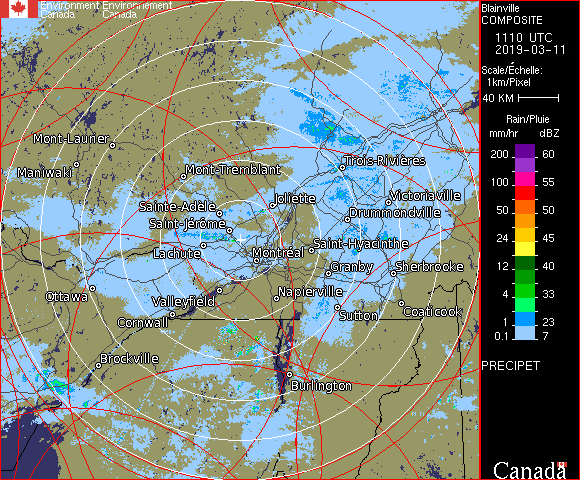 Environment Environnement
Canada Canada
Blainville
COMPOSITE
1110 UTC
2019-03-11
Scale/Échelle:
1km/Pixel
40 KM
Rain/Pluie
mm/hr dBZ
200 60
100 55
50 50
24 45
12 40
4 33
1 23
0.1 7
PRECIPET
Canada
Mont-Laurier
Maniwaki
Mont-Tremblant
Trois-Rivières
Sainte-Adèle
Joliette
Victoriaville
Drummondville
Saint-Jérôme
Lachute
Montréal
Saint-Hyacinthe
Granby
Sherbrooke
Ottawa
Valleyfield
Napierville
Cornwall
Sutton
Coaticook
Brockville
Burlington